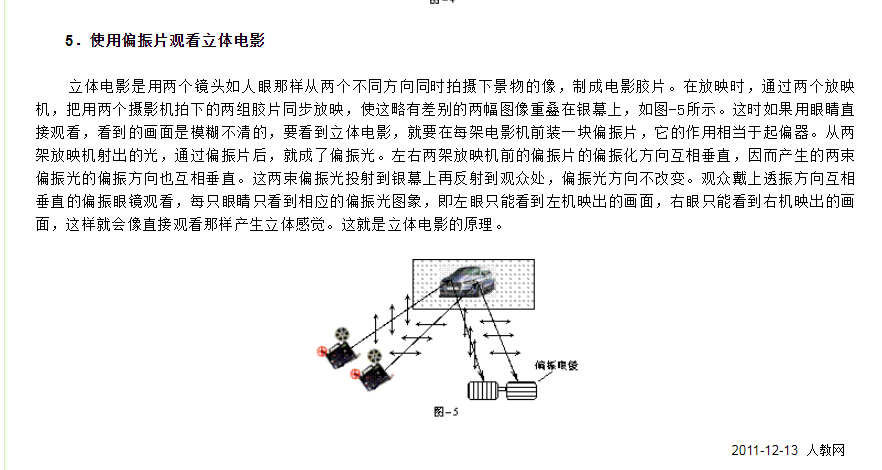 图-4
5．使用偏振片观看立体电影
立体电影是用两个镜头如人眼那样从两个不同方向同时拍摄下景物的像，制成电影胶片。在放映时，通过两个放映
机，把用两个摄影机拍下的两组胶片同步放映，使这略有差别的两幅图像重叠在银幕上，如图-5所示。这时如果用眼睛直
接观看，看到的画面是模糊不清的，要看到立体电影，就要在每架电影机前装一块偏振片，它的作用相当于起偏器。从两
架放映机射出的光，通过偏振片后，就成了偏振光。左右两架放映机前的偏振片的偏振化方向互相垂直，因而产生的两束
偏振光的偏振方向也互相垂直。这两束偏振光投射到银幕上再反射到观众处，偏振光方向不改变。观众戴上透振方向互相
垂直的偏振眼镜观看，每只眼睛只看到相应的偏振光图象，即左眼只能看到左机映出的画面，右眼只能看到右机映出的画
面，这样就会像直接观看那样产生立体感觉。这就是立体电影的原理。
偏振眼镜
图-5
2011-12-13 人教网